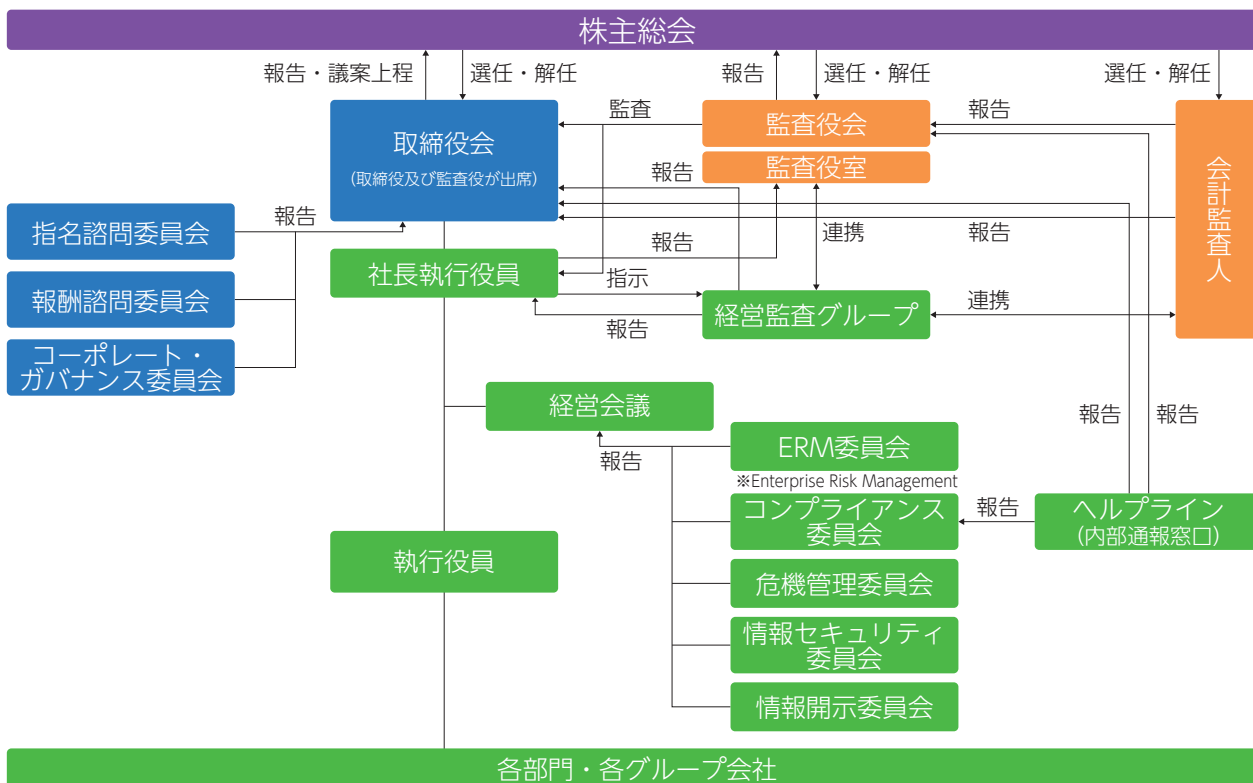 株主総会
報告・議案上程
選任・解任
報告
選任・解任
選任・解任
取締役会
(取締役及び監査役が出席)
監査
監査役会
報告
会計監査人
監査役室
報告
指名諮問委員会
報告
報告
連携
報告
社長執行役員
指示
報酬諮問委員会
経営監査グループ
連携
報告
コーポレート・
ガバナンス委員会
経営会議
報告
報告
報告
ERM委員会
※Enterprise Risk Management
コンプライアンス
委員会
報告
ヘルプライン
(内部通報窓口)
執行役員
危機管理委員会
情報セキュリティ
委員会
情報開示委員会
各部門・各グループ会社